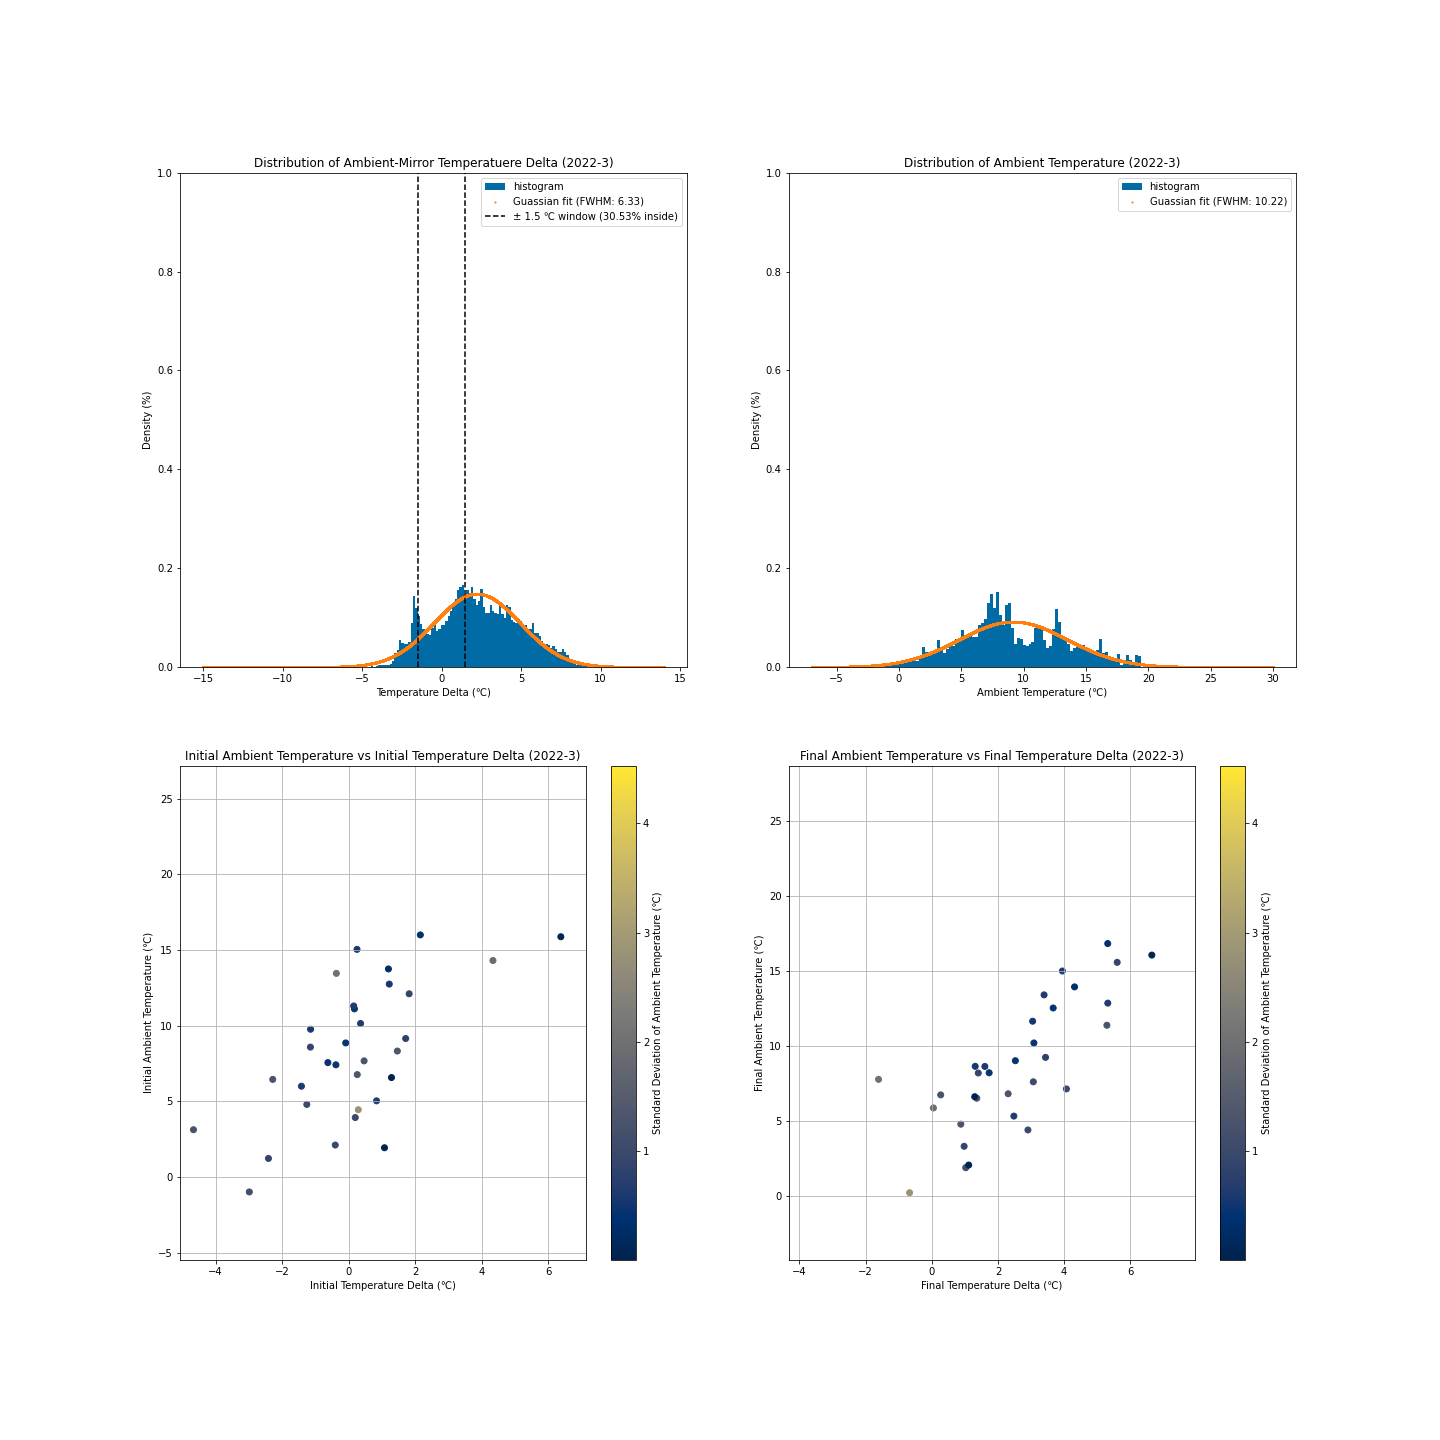 Distribution of Ambient-Mirror Temperatuere Delta (2022-3)
1.0
0.8
0.6
0.4
0.2
0.0
Density (%)
histogram
Guassian fit (FWHM: 6.33)
± 1.5 ℃ window (30.53% inside)
−15 −10 −5 0 5 10 15
Temperature Delta (℃)
Distribution of Ambient Temperature (2022-3)
1.0
0.8
0.6
0.4
0.2
0.0
Density (%)
histogram
Guassian fit (FWHM: 10.22)
−5 0 5 10 15 20 25 30
Ambient Temperature (℃)
Initial Ambient Temperature vs Initial Temperature Delta (2022-3)
25
20
15
10
5
0
−5
Initial Ambient Temperature (℃)
−4 −2 0 2 4 6
Initial Temperature Delta (℃)
4
3
2
1
Standard Deviation of Ambient Temperature (℃)
Final Ambient Temperature vs Final Temperature Delta (2022-3)
25
20
15
10
5
0
Final Ambient Temperature (℃)
−4 −2 0 2 4 6
Final Temperature Delta (℃)
4
3
2
1
Standard Deviation of Ambient Temperature (℃)